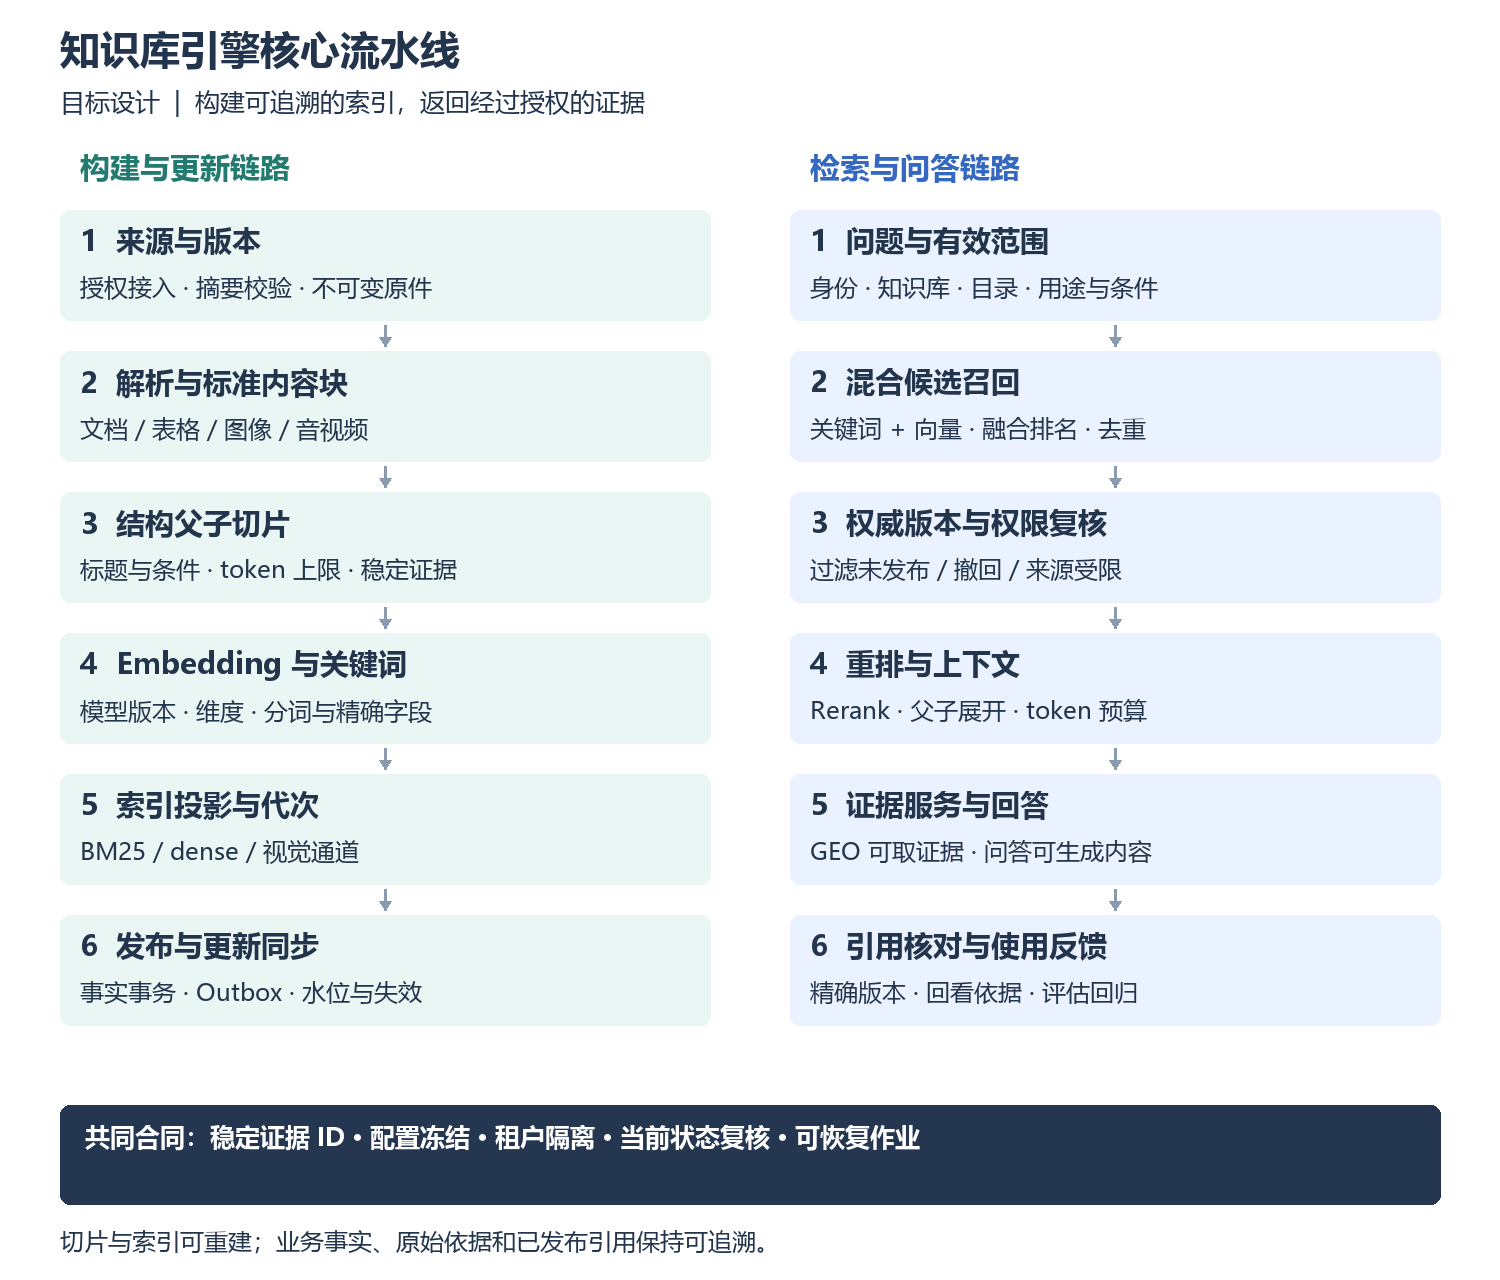 知识库引擎核心流水线
目标设计 | 构建可追溯的索引，返回经过授权的证据
构建与更新链路
1 来源与版本
授权接入 · 摘要校验 · 不可变原件
2 解析与标准内容块
文档 / 表格 / 图像 / 音视频
3 结构父子切片
标题与条件 · token 上限 · 稳定证据
4 Embedding 与关键词
模型版本 · 维度 · 分词与精确字段
5 索引投影与代次
BM25 / dense / 视觉通道
6 发布与更新同步
事实事务 · Outbox · 水位与失效
检索与问答链路
1 问题与有效范围
身份 · 知识库 · 目录 · 用途与条件
2 混合候选召回
关键词 + 向量 · 融合排名 · 去重
3 权威版本与权限复核
过滤未发布 / 撤回 / 来源受限
4 重排与上下文
Rerank · 父子展开 · token 预算
5 证据服务与回答
GEO 可取证据 · 问答可生成内容
6 引用核对与使用反馈
精确版本 · 回看依据 · 评估回归
共同合同：稳定证据 ID • 配置冻结 • 租户隔离 • 当前状态复核 • 可恢复作业
切片与索引可重建；业务事实、原始依据和已发布引用保持可追溯。